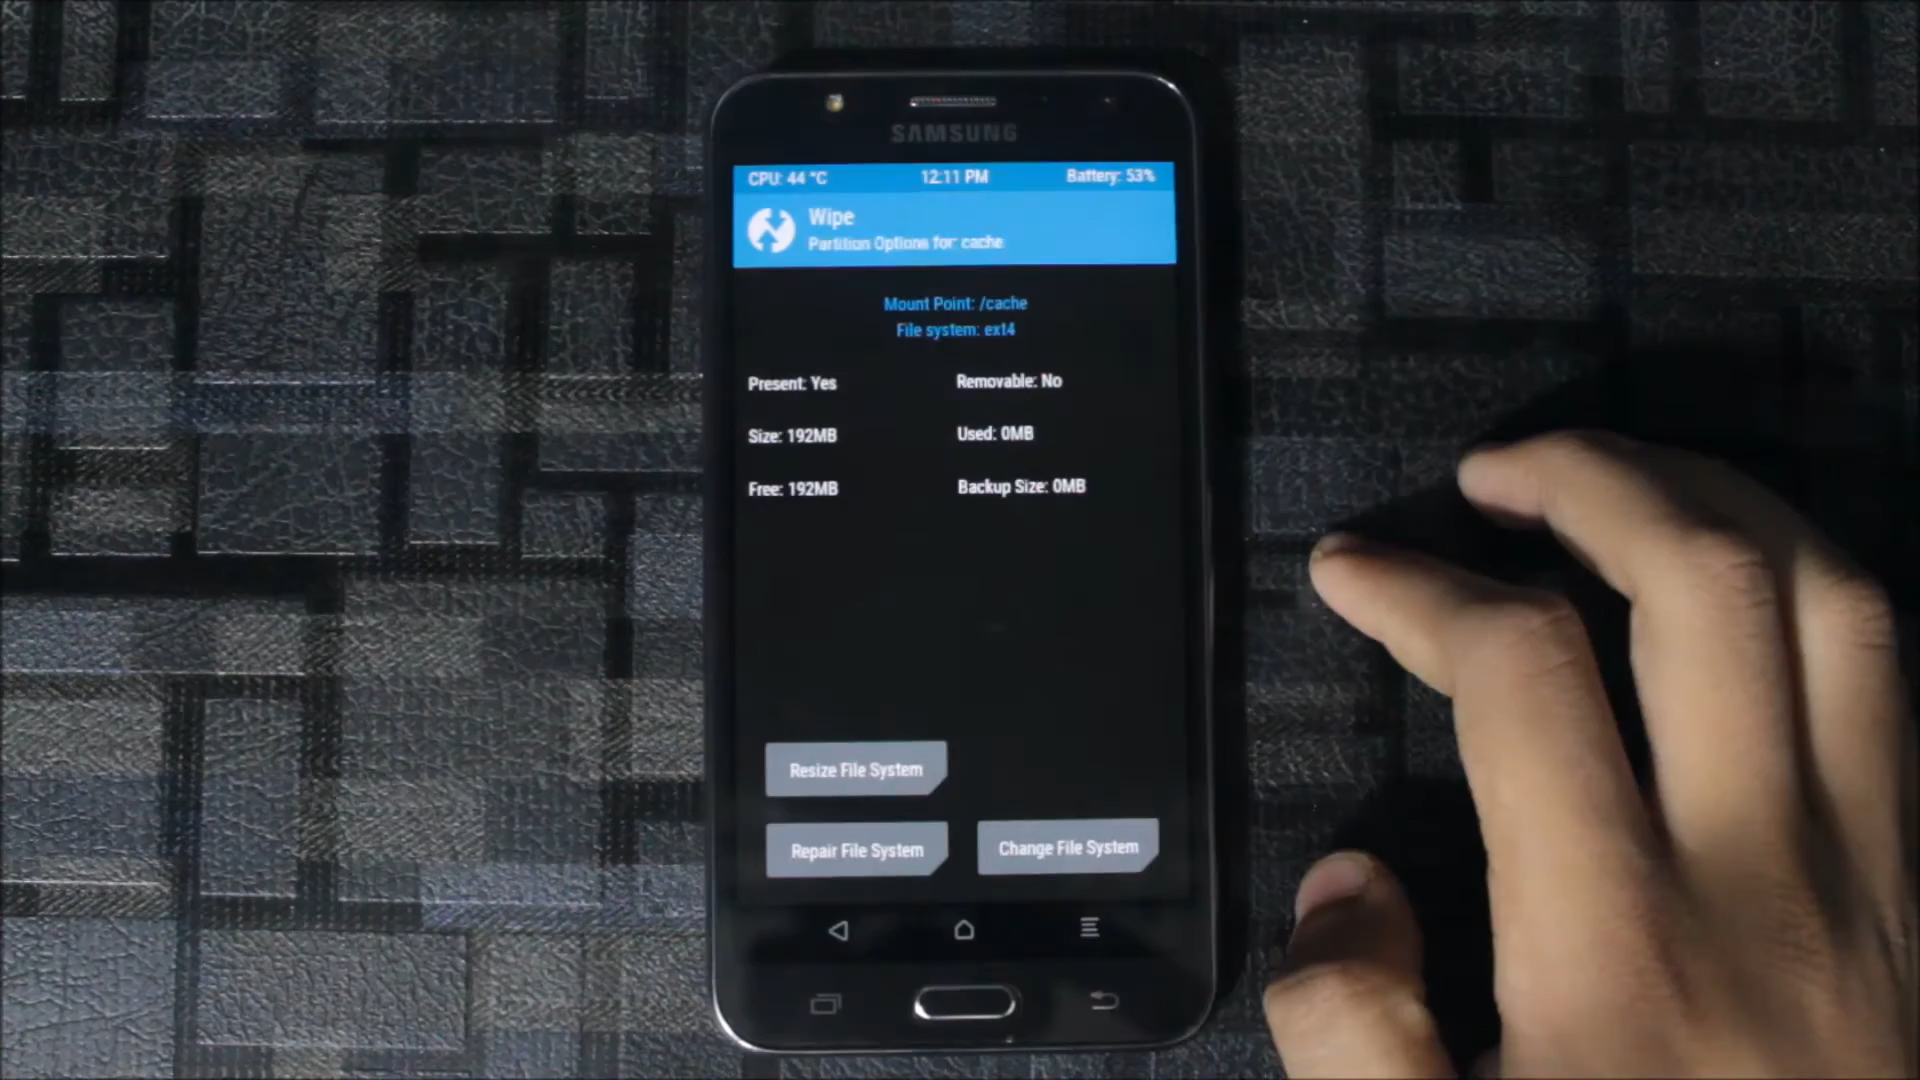 SAMSUNG
CPU: 44 °C 12:11 PM Battery: 53%
Wipe
Partition Options for cache
Mount Point: /cache
File system: ext4
Present: Yes Removable: No
Size: 192MB Used: 0MB
Free: 192MB Backup Size: 0MB
Resize File System
Repair File System Change File System